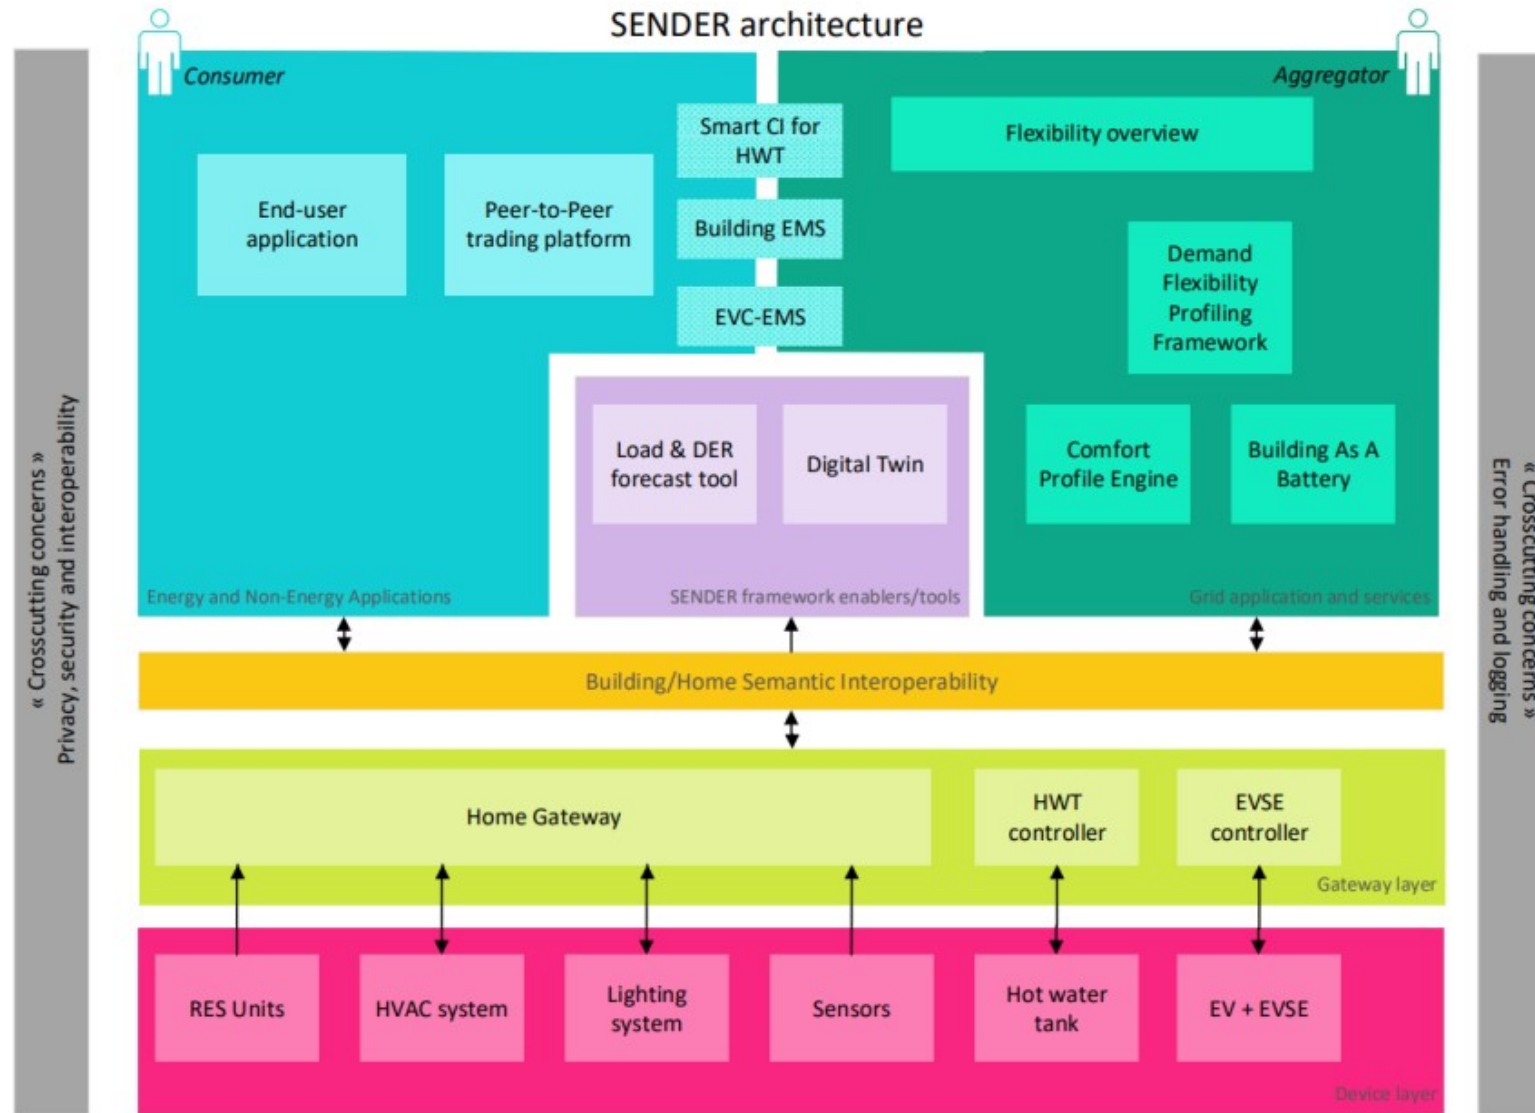 SENDER architecture
Consumer
Aggregator
Smart CI for
HWT
Flexibility overview
End-user
application
Peer-to-Peer
trading platform
Building EMS
Demand
Flexibility
Profiling
Framework
EVC-EMS
Load & DER
forecast tool
Digital Twin
Comfort
Profile Engine
Building As A
Battery
Energy and Non-Energy Applications
SENDER framework enablers/tools
Grid application and services
« Crosscutting concerns »
Privacy, security and interoperability
« Crosscutting concerns »
Error handling and logging
Building/Home Semantic Interoperability
Home Gateway
HWT
controller
EVSE
controller
Gateway layer
RES Units
HVAC system
Lighting
system
Sensors
Hot water
tank
EV + EVSE
Device layer